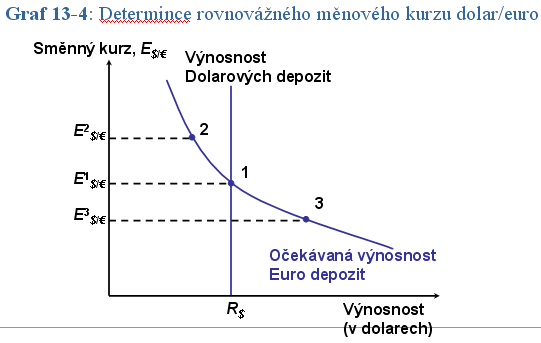 Graf 13-4: Determince rovnovážného měnového kurzu dolar/euro
Směnný kurz, E$/€
Výnosnost
Dolarových depozit
E²$/€
2
E¹$/€
1
E³$/€
3
Očekávaná výnosnost
Euro depozit
R$
Výnosnost
(v dolarech)